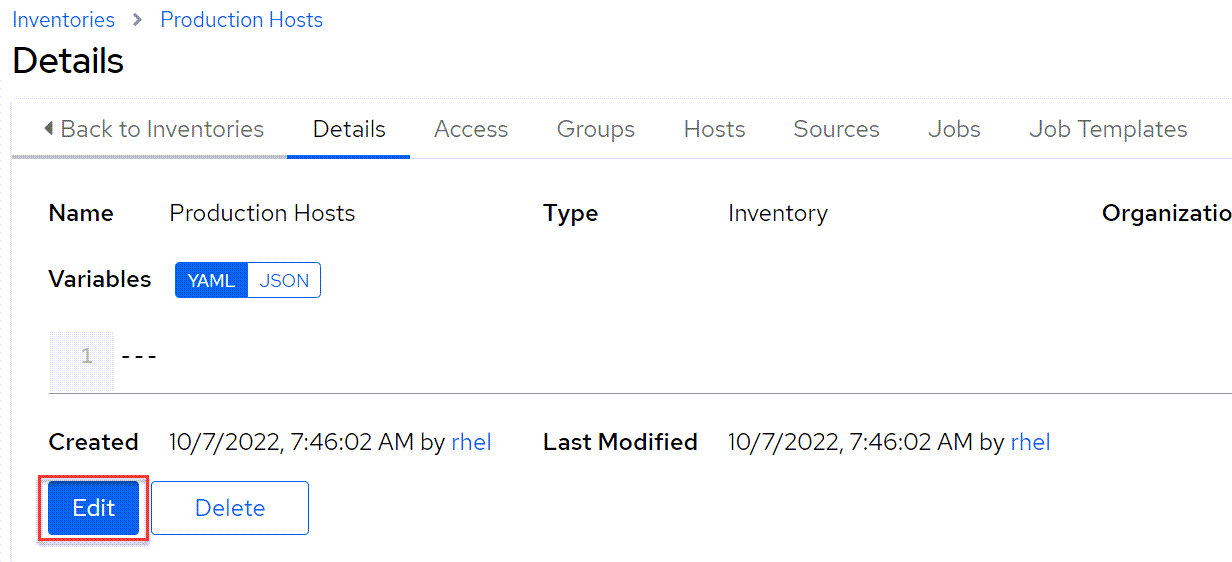 Inventories > Production Hosts
Details
Back to Inventories Details Access Groups Hosts Sources Jobs Job Templates
Name Production Hosts Type Inventory Organizatio
Variables YAML JSON
1 ---
Created 10/7/2022, 7:46:02 AM by rhel Last Modified 10/7/2022, 7:46:02 AM by rhel
Edit Delete